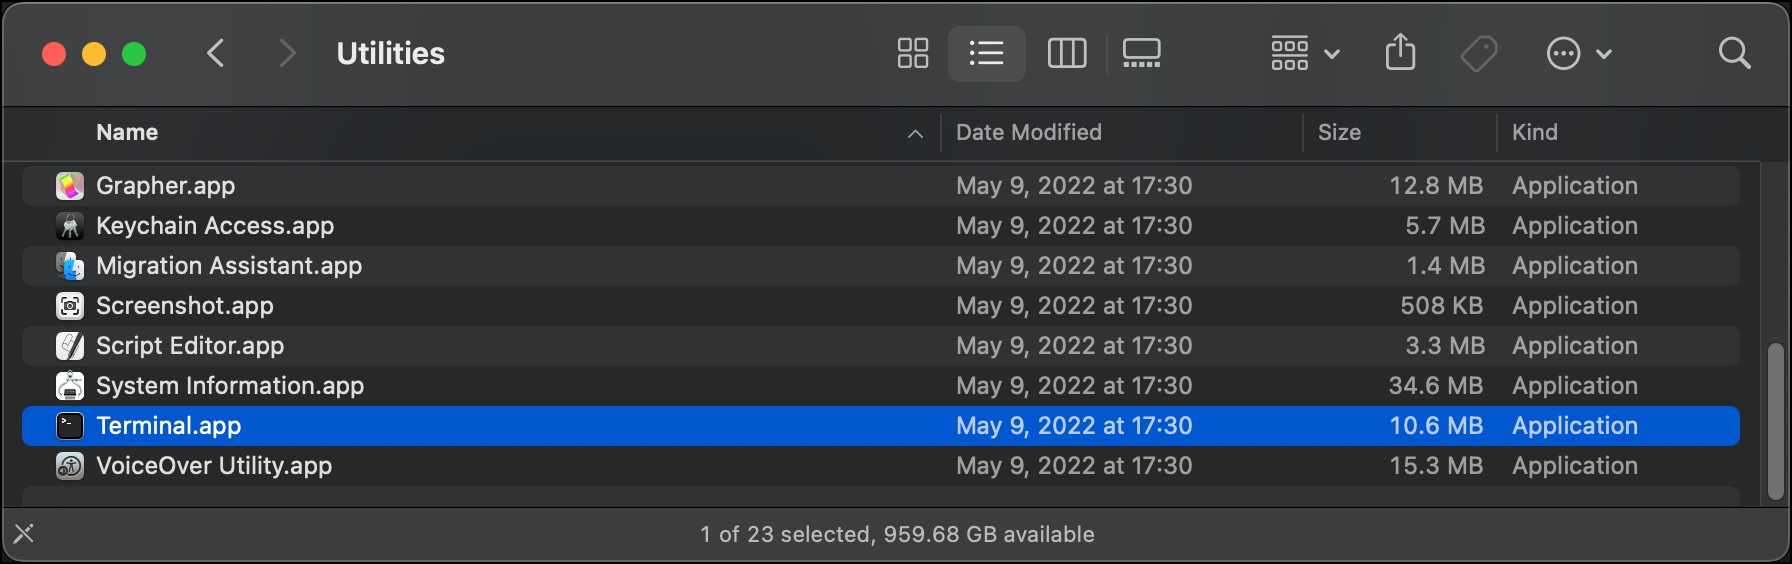 Utilities
Name Date Modified Size Kind
Grapher.app May 9, 2022 at 17:30 12.8 MB Application
Keychain Access.app May 9, 2022 at 17:30 5.7 MB Application
Migration Assistant.app May 9, 2022 at 17:30 1.4 MB Application
Screenshot.app May 9, 2022 at 17:30 508 KB Application
Script Editor.app May 9, 2022 at 17:30 3.3 MB Application
System Information.app May 9, 2022 at 17:30 34.6 MB Application
Terminal.app May 9, 2022 at 17:30 10.6 MB Application
VoiceOver Utility.app May 9, 2022 at 17:30 15.3 MB Application
1 of 23 selected, 959.68 GB available